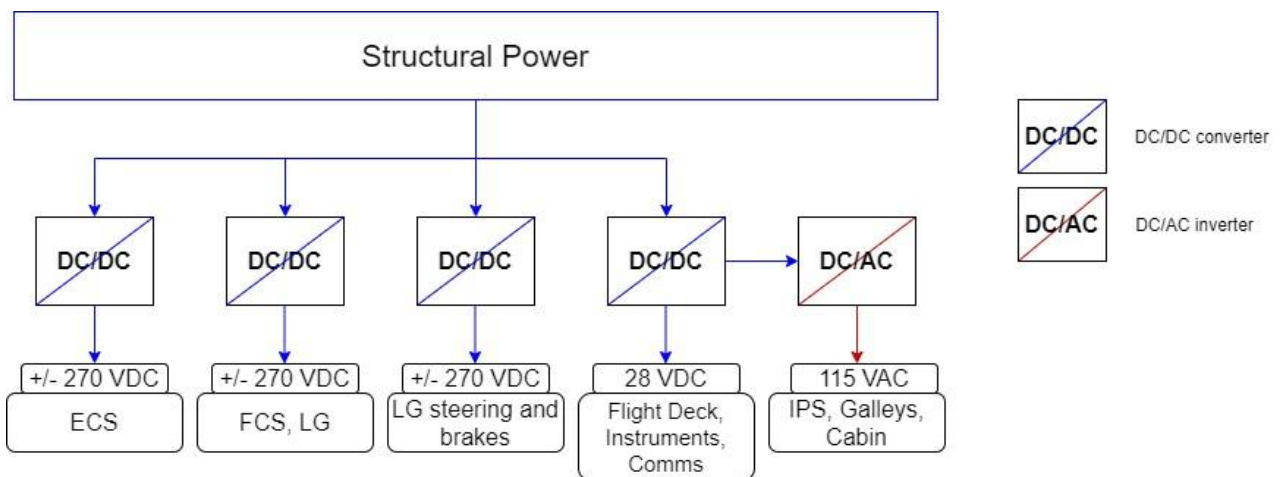 Structural Power
DC/DC
DC/DC converter
DC/AC
DC/AC inverter
DC/DC
DC/DC
DC/DC
DC/DC
DC/AC
+/- 270 VDC
ECS
+/- 270 VDC
FCS, LG
+/- 270 VDC
LG steering and
brakes
28 VDC
Flight Deck,
Instruments,
Comms
115 VAC
IPS, Galleys,
Cabin